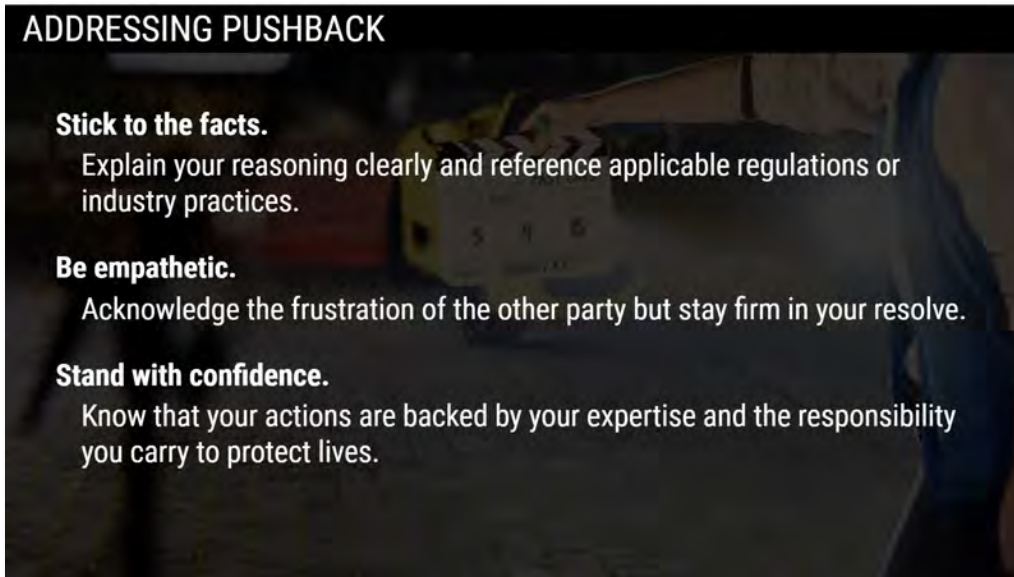 ADDRESSING PUSHBACK
Stick to the facts.
Explain your reasoning clearly and reference applicable regulations or
industry practices.
Be empathetic.
Acknowledge the frustration of the other party but stay firm in your resolve.
Stand with confidence.
Know that your actions are backed by your expertise and the responsibility
you carry to protect lives.